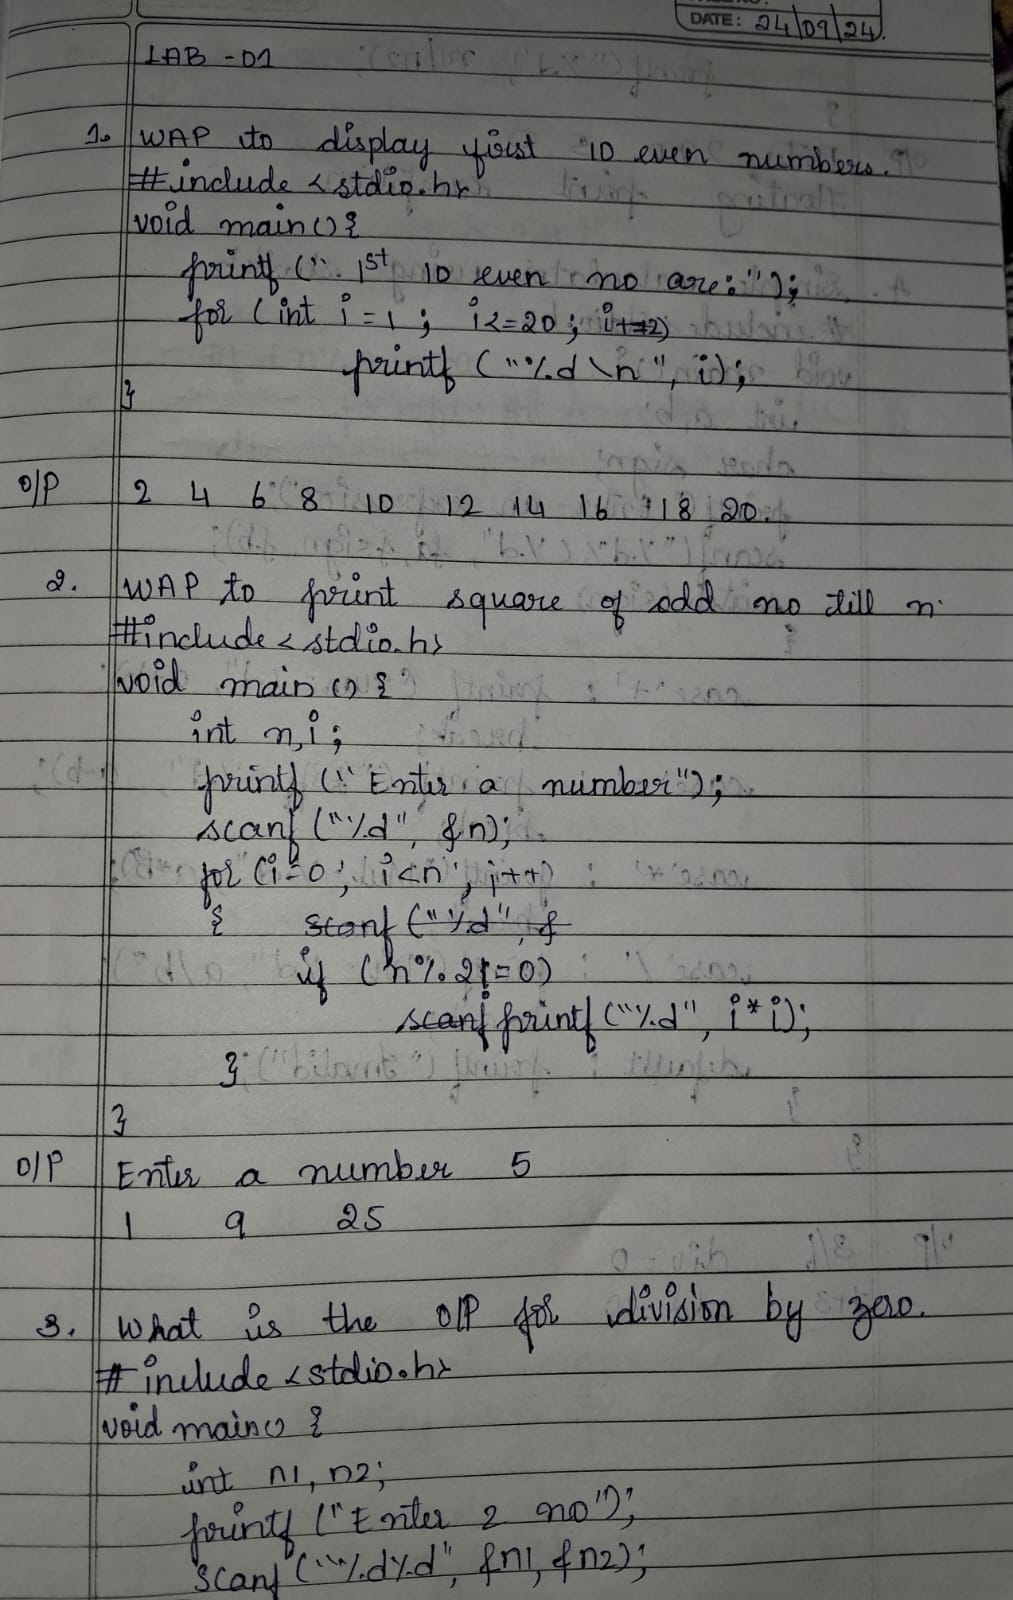 DATE: 24/09/24.
LAB - 01
1. WAP to display first 10 even numbers.
#include <stdio.h>
void main(){
printf (" 1st 10 even no are:");
for (int i=1; i<=20; i+=2)
printf ("%d\n", i);
}
O/P 2 4 6 8 10 12 14 16 18 20.
2. WAP to print square of odd no till n.
#include <stdio.h>
void main () {
int n,i;
printf ("Enter a number");
scanf ("%d", &n);
for (i=0; i<n; i++)
{ scanf ("%d", &
if (n%2!=0)
scanf printf ("%d", i*i);
}
}
O/P Enter a number 5
1 9 25
3. What is the O/P for division by zero.
#include <stdio.h>
void main() {
int n1, n2;
printf ("Enter 2 no");
scanf ("%d%d", &n1, &n2);